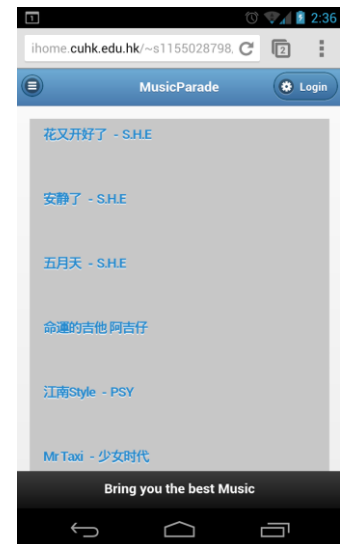 1 2:36
ihome.cuhk.edu.hk/~s1155028798, 2
MusicParade Login
花又开好了 - S.H.E
安静了 - S.H.E
五月天 - S.H.E
命運的吉他 阿吉仔
江南Style - PSY
Mr Taxi - 少女时代
Bring you the best Music